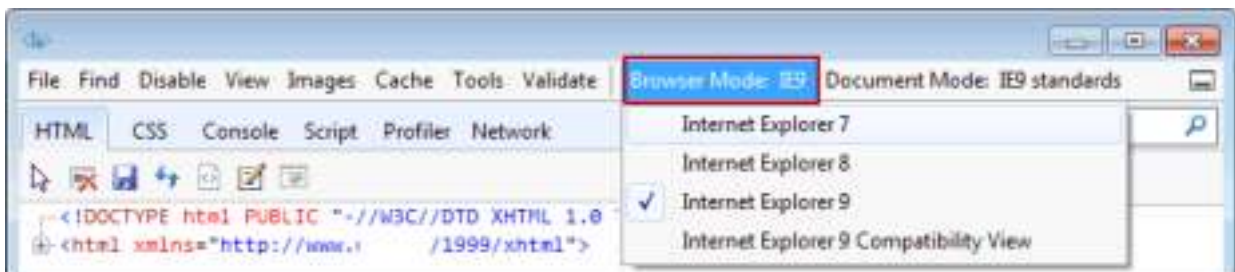 File Find Disable View Images Cache Tools Validate Browser Mode: IE9 Document Mode: IE9 standards
HTML CSS Console Script Profiler Network
Internet Explorer 7
Internet Explorer 8
Internet Explorer 9
Internet Explorer 9 Compatibility View
<!DOCTYPE html PUBLIC "-//W3C//DTD XHTML 1.0
<html xmlns="http://www. /1999/xhtml">